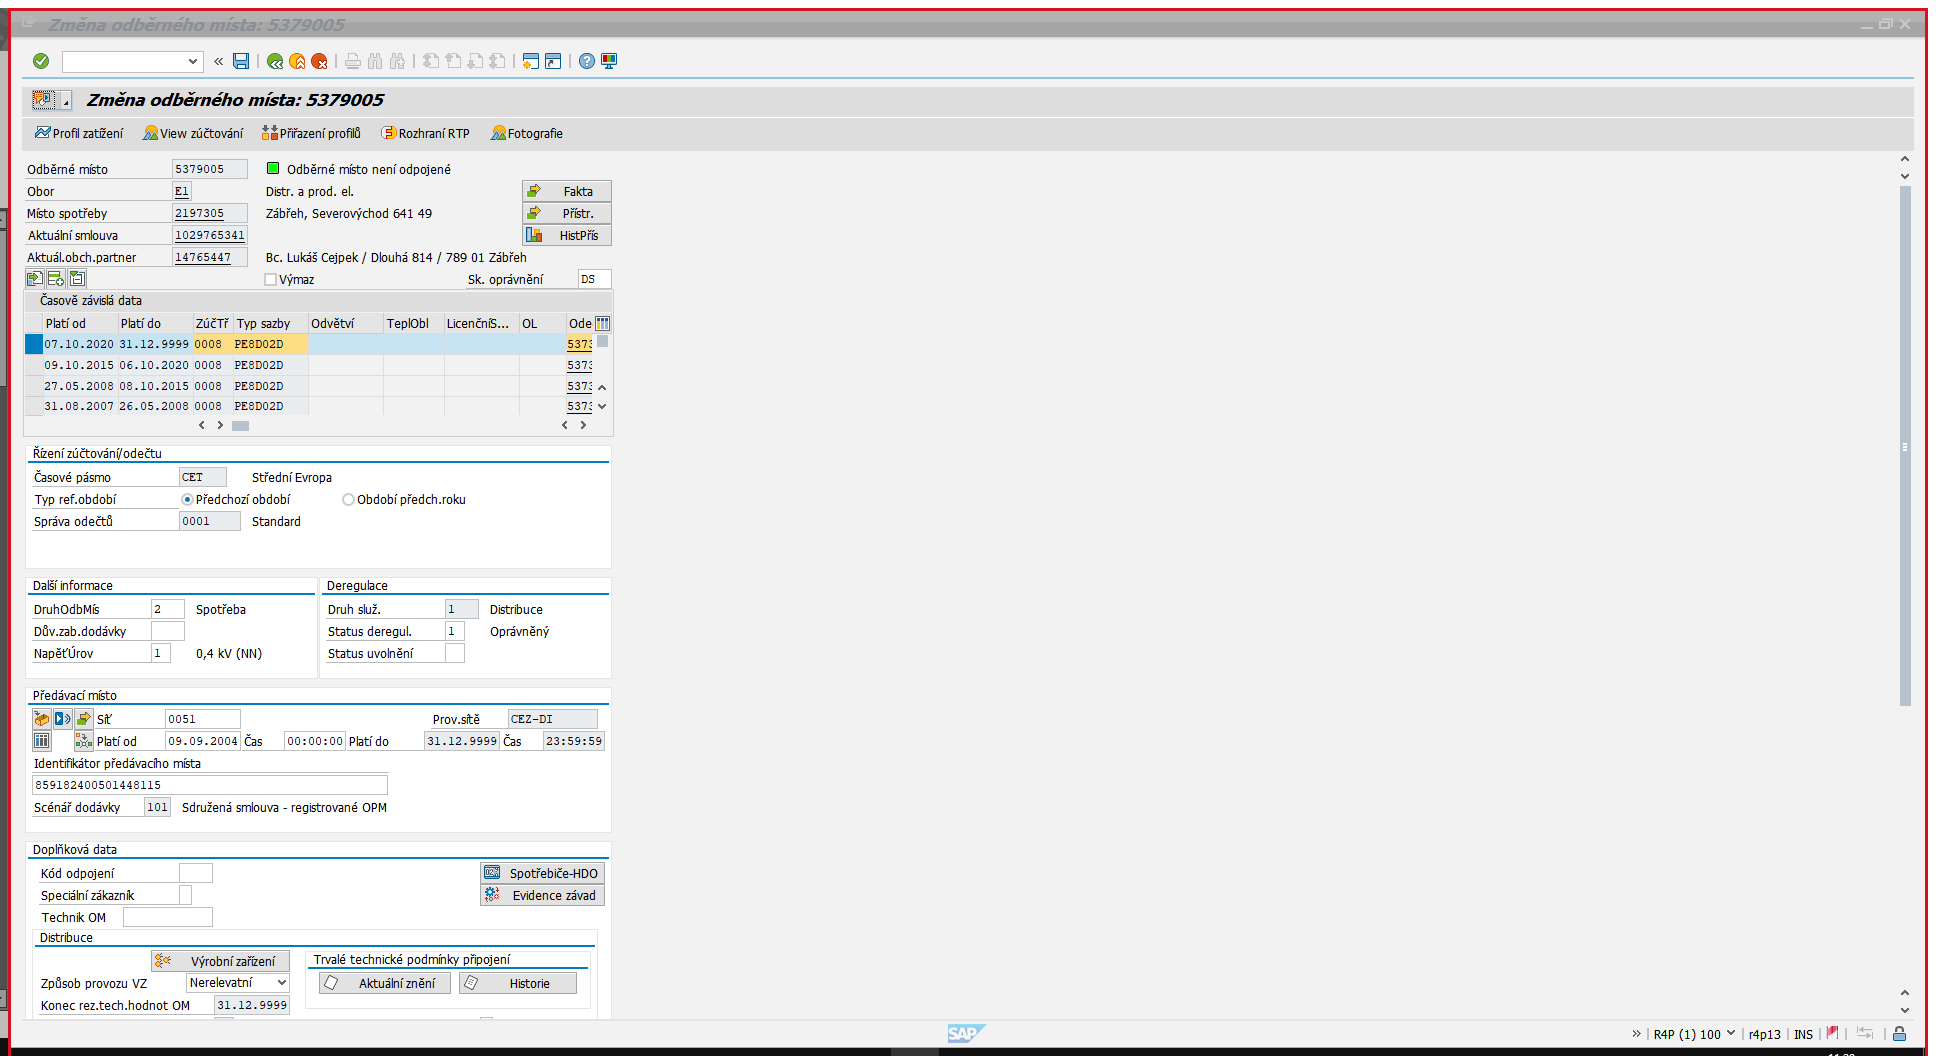 Změna odběrného místa: 5379005
Změna odběrného místa: 5379005
Profil zatížení View zúčtování Přiřazení profilů Rozhraní RTP Fotografie
Odběrné místo 5379005 Odběrné místo není odpojené
Obor E1 Distr. a prod. el. Fakta
Místo spotřeby 2197305 Zábřeh, Severovýchod 641 49 Přístr.
Aktuální smlouva 1029765341 HistPřís
Aktuál.obch.partner 14765447 Bc. Lukáš Cejpek / Dlouhá 814 / 789 01 Zábřeh
Výmaz Sk. oprávnění DS
Časově závislá data
Platí od Platí do ZúčTř Typ sazby Odvětví TeplObl LicenčníS... OL Ode
07.10.2020 31.12.9999 0008 PE8D02D 5373
09.10.2015 06.10.2020 0008 PE8D02D 5373
27.05.2008 08.10.2015 0008 PE8D02D 5373
31.08.2007 26.05.2008 0008 PE8D02D 5373
Řízení zúčtování/odečtu
Časové pásmo CET Střední Evropa
Typ ref.období Předchozí období Období předch.roku
Správa odečtů 0001 Standard
Další informace Deregulace
DruhOdbMís 2 Spotřeba Druh služ. 1 Distribuce
Dův.zab.dodávky Status deregul. 1 Oprávněný
NapěťÚrov 1 0,4 kV (NN) Status uvolnění
Předávací místo
Síť 0051 Prov.sítě CEZ-DI
Platí od 09.09.2004 Čas 00:00:00 Platí do 31.12.9999 Čas 23:59:59
Identifikátor předávacího místa
859182400501448115
Scénář dodávky 101 Sdružená smlouva - registrované OPM
Doplňková data
Kód odpojení Spotřebiče-HDO
Speciální zákazník Evidence závad
Technik OM
Distribuce
Výrobní zařízení Trvalé technické podmínky připojení
Způsob provozu VZ Nerelevatní Aktuální znění Historie
Konec rez.tech.hodnot OM 31.12.9999
SAP R4P (1) 100 r4p13 INS